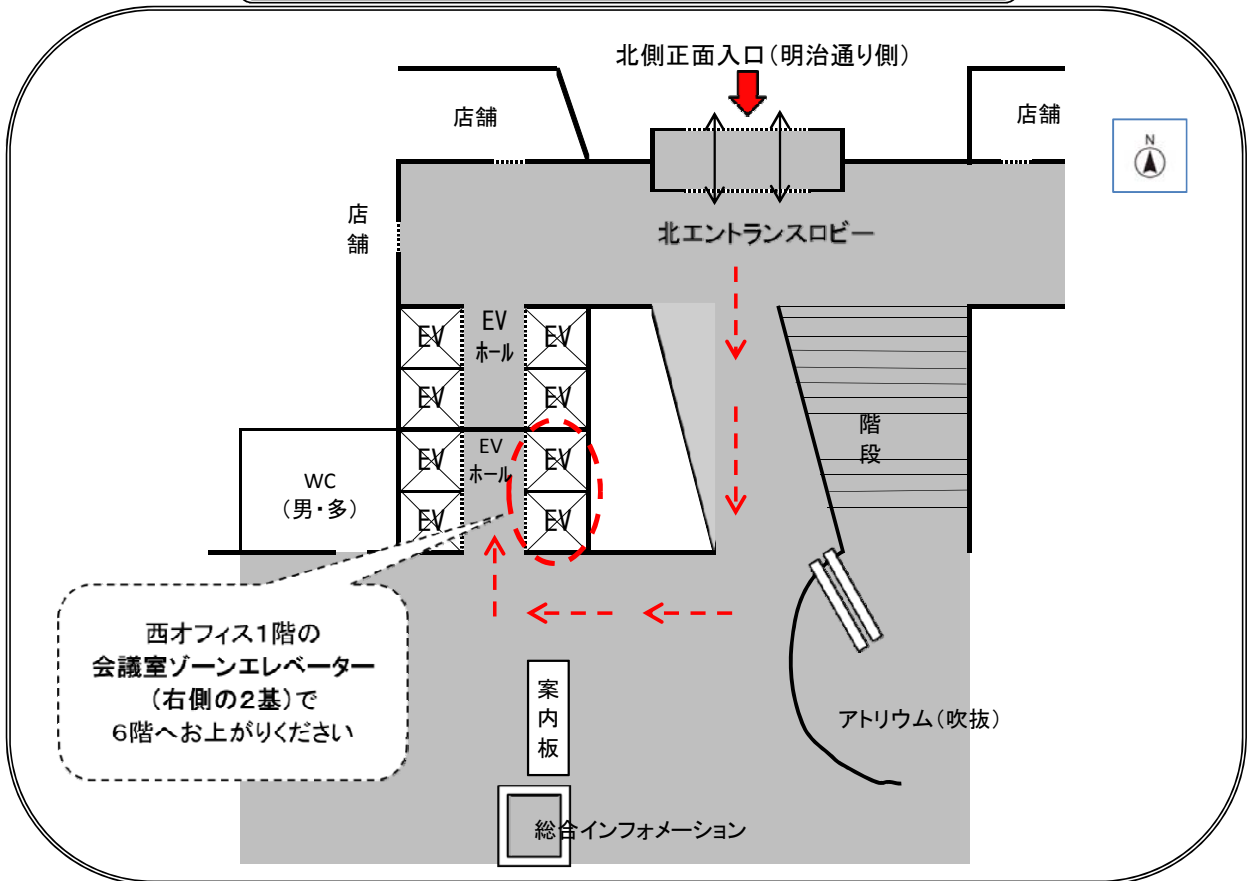 北側正面入口(明治通り側)
店舗
店舗
N
店
舗
北エントランスロビー
EV
EV
ホール
EV
EV
EV
階
段
EV
EV
ホール
EV
WC
(男・多)
EV
EV
西オフィス1階の
会議室ゾーンエレベーター
(右側の2基)で
6階へお上がりください
案
内
板
アトリウム(吹抜)
総合インフォメーション